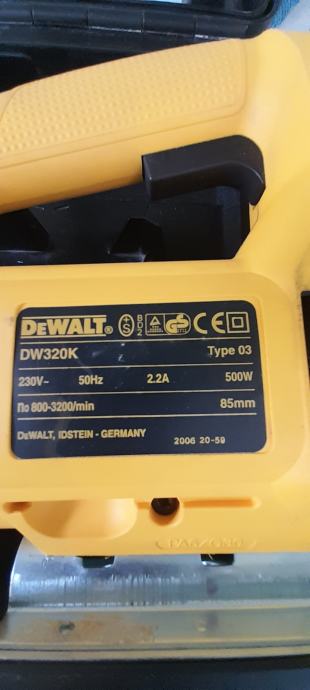 DEWALT®
DW320K Type 03
230V~ 50Hz 2.2A 500W
no 800-3200/min 85mm
DEWALT, IDSTEIN - GERMANY 2006 20-59